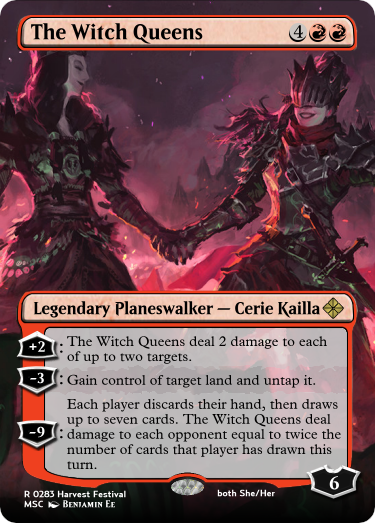 The Witch Queens 4
Legendary Planeswalker — Cerie Kailla
+2: The Witch Queens deal 2 damage to each
of up to two targets.
−3: Gain control of target land and untap it.
Each player discards their hand, then draws
up to seven cards. The Witch Queens deal
−9: damage to each opponent equal to twice the
number of cards that player has drawn this
turn.
6
R 0283 Harvest Festival
both She/Her
MSC Benjamin Ee